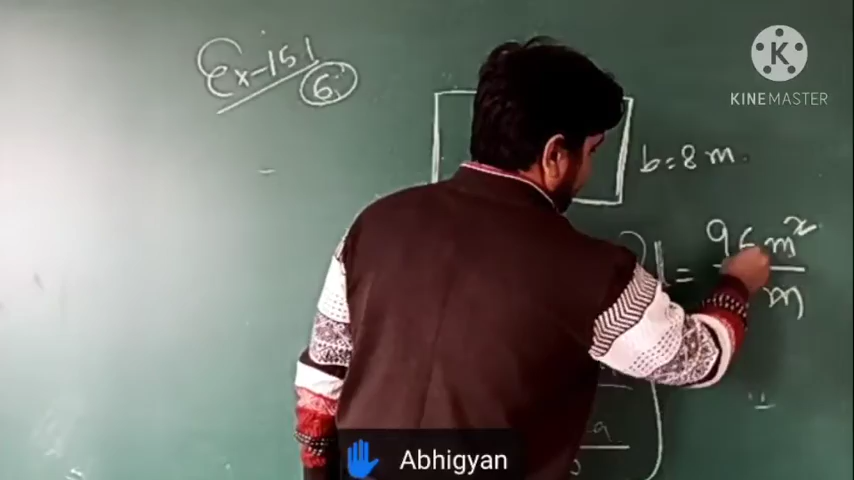 Ex-15.1
6.
b = 8 m.
l = 96 m²
m
K
KINEMASTER
Abhigyan